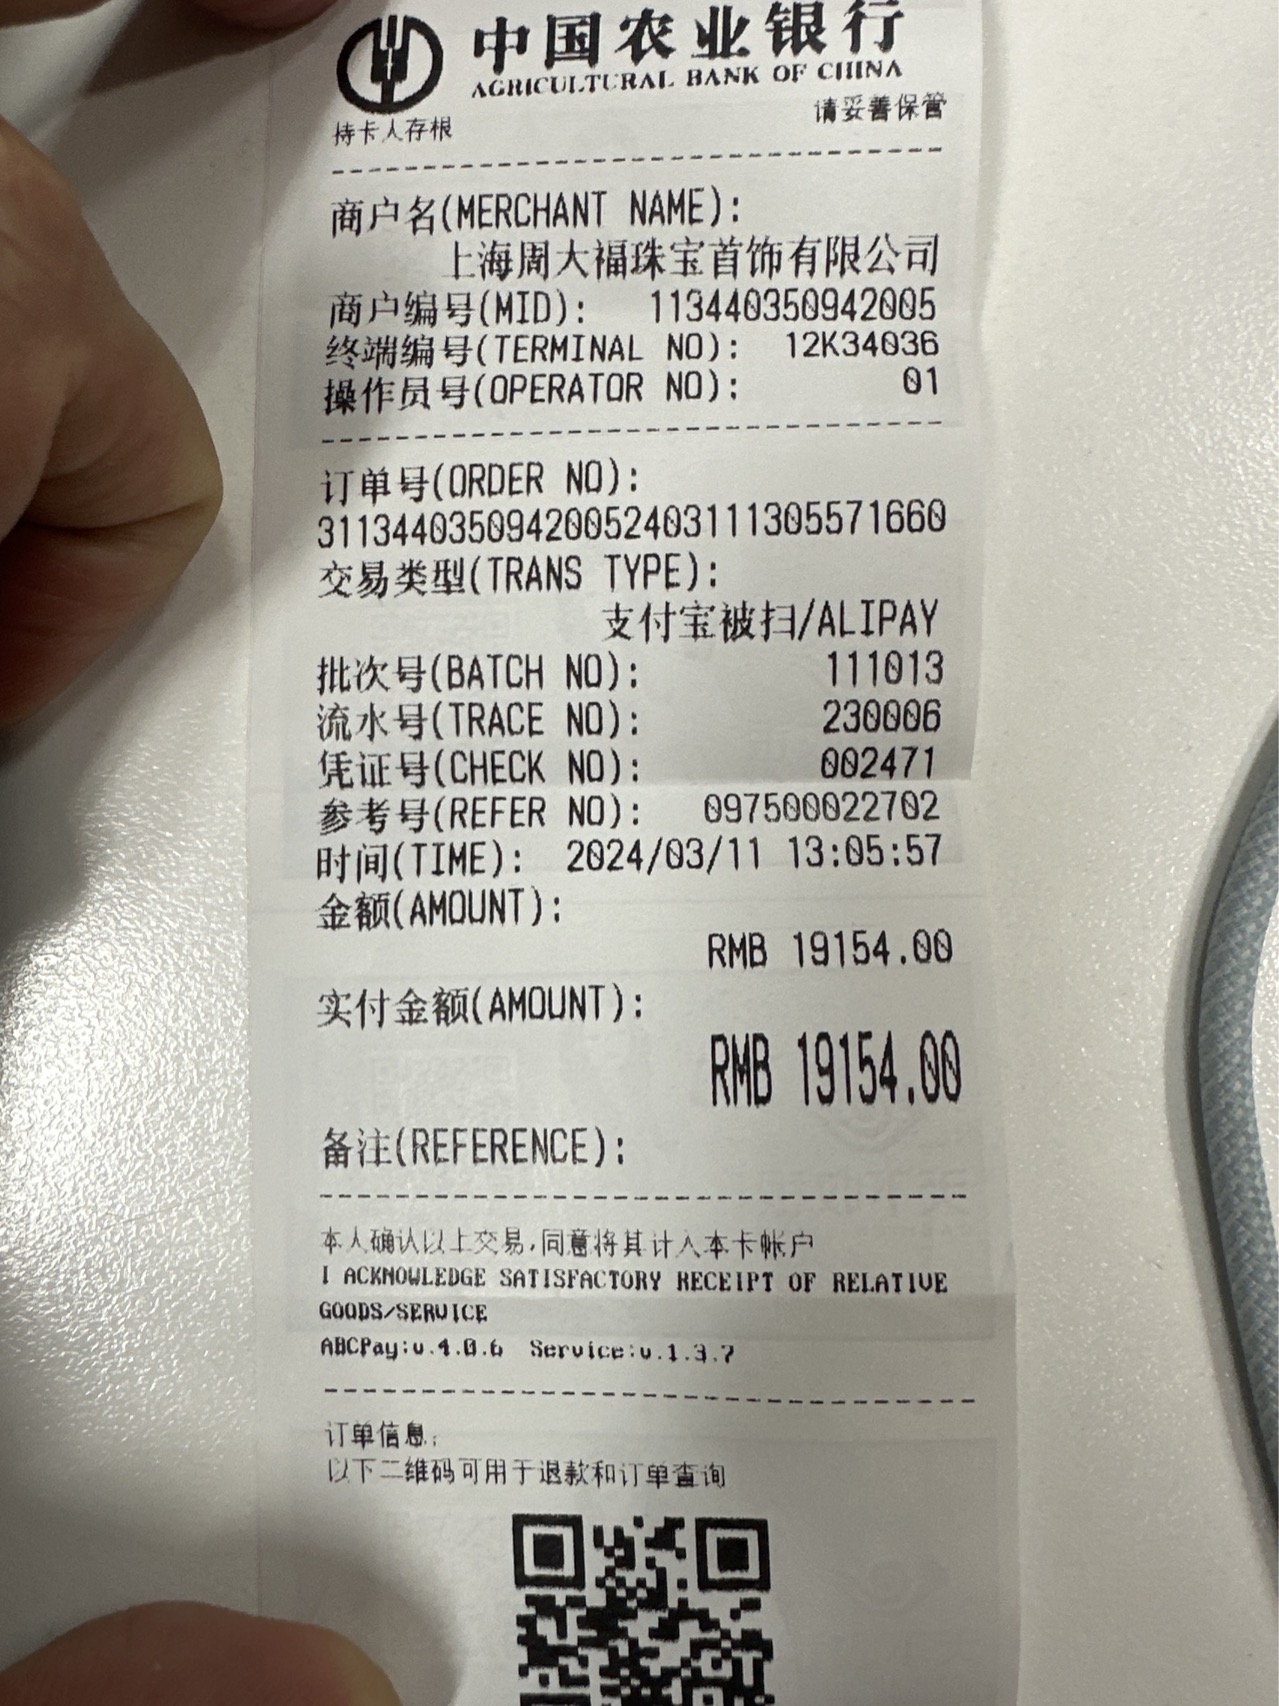 中国农业银行
AGRICULTURAL BANK OF CHINA
持卡人存根 请妥善保管
商户名(MERCHANT NAME):
上海周大福珠宝首饰有限公司
商户编号(MID): 113440350942005
终端编号(TERMINAL NO): 12K34036
操作员号(OPERATOR NO): 01
订单号(ORDER NO):
31134403509420052403111305571660
交易类型(TRANS TYPE):
支付宝被扫/ALIPAY
批次号(BATCH NO): 111013
流水号(TRACE NO): 230006
凭证号(CHECK NO): 002471
参考号(REFER NO): 097500022702
时间(TIME): 2024/03/11 13:05:57
金额(AMOUNT):
RMB 19154.00
实付金额(AMOUNT):
RMB 19154.00
备注(REFERENCE):
本人确认以上交易,同意将其计入本卡帐户
I ACKNOWLEDGE SATISFACTORY RECEIPT OF RELATIVE
GOODS/SERVICE
ABCPay:v.4.0.6 Service:v.1.3.7
订单信息:
以下二维码可用于退款和订单查询